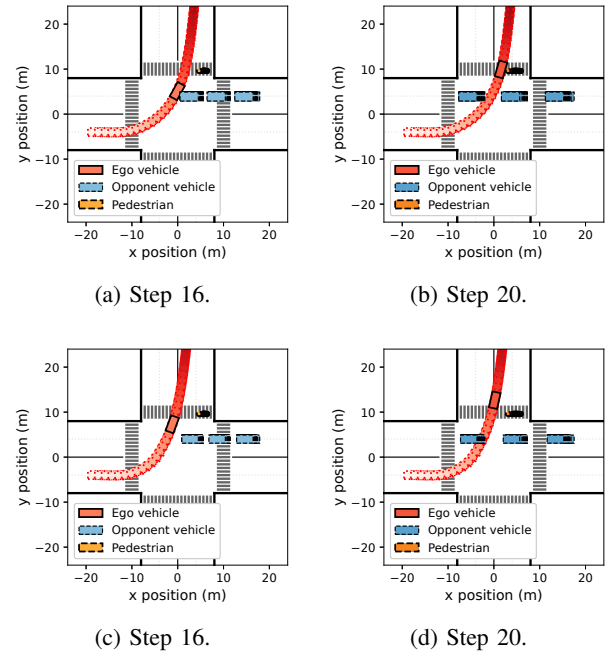 20
10
0
−10
−20
y position (m)
Ego vehicle
Opponent vehicle
Pedestrian
−20 −10 0 10 20
x position (m)
(a) Step 16.
20
10
0
−10
−20
y position (m)
Ego vehicle
Opponent vehicle
Pedestrian
−20 −10 0 10 20
x position (m)
(b) Step 20.
20
10
0
−10
−20
y position (m)
Ego vehicle
Opponent vehicle
Pedestrian
−20 −10 0 10 20
x position (m)
(c) Step 16.
20
10
0
−10
−20
y position (m)
Ego vehicle
Opponent vehicle
Pedestrian
−20 −10 0 10 20
x position (m)
(d) Step 20.